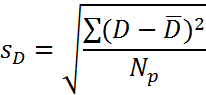 s_D = √(∑(D − D̅)² / N_p)